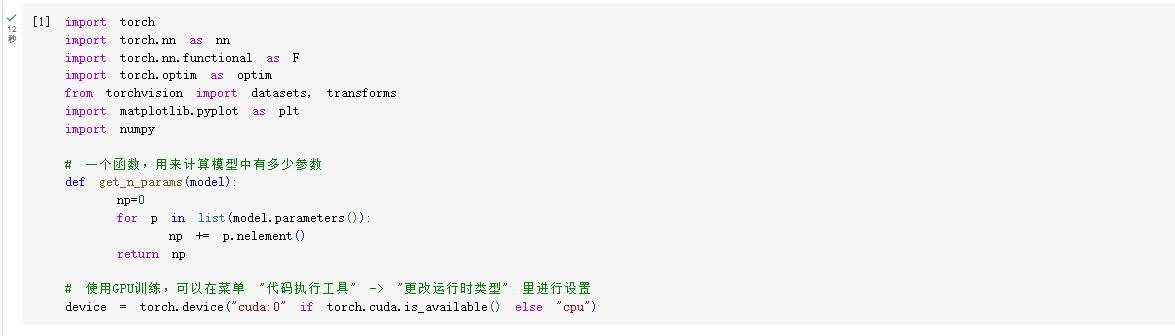 [1] import torch
12
秒
import torch.nn as nn
import torch.nn.functional as F
import torch.optim as optim
from torchvision import datasets, transforms
import matplotlib.pyplot as plt
import numpy
# 一个函数，用来计算模型中有多少参数
def get_n_params(model):
np=0
for p in list(model.parameters()):
np += p.nelement()
return np
# 使用GPU训练，可以在菜单 "代码执行工具" -> "更改运行时类型" 里进行设置
device = torch.device("cuda:0" if torch.cuda.is_available() else "cpu")